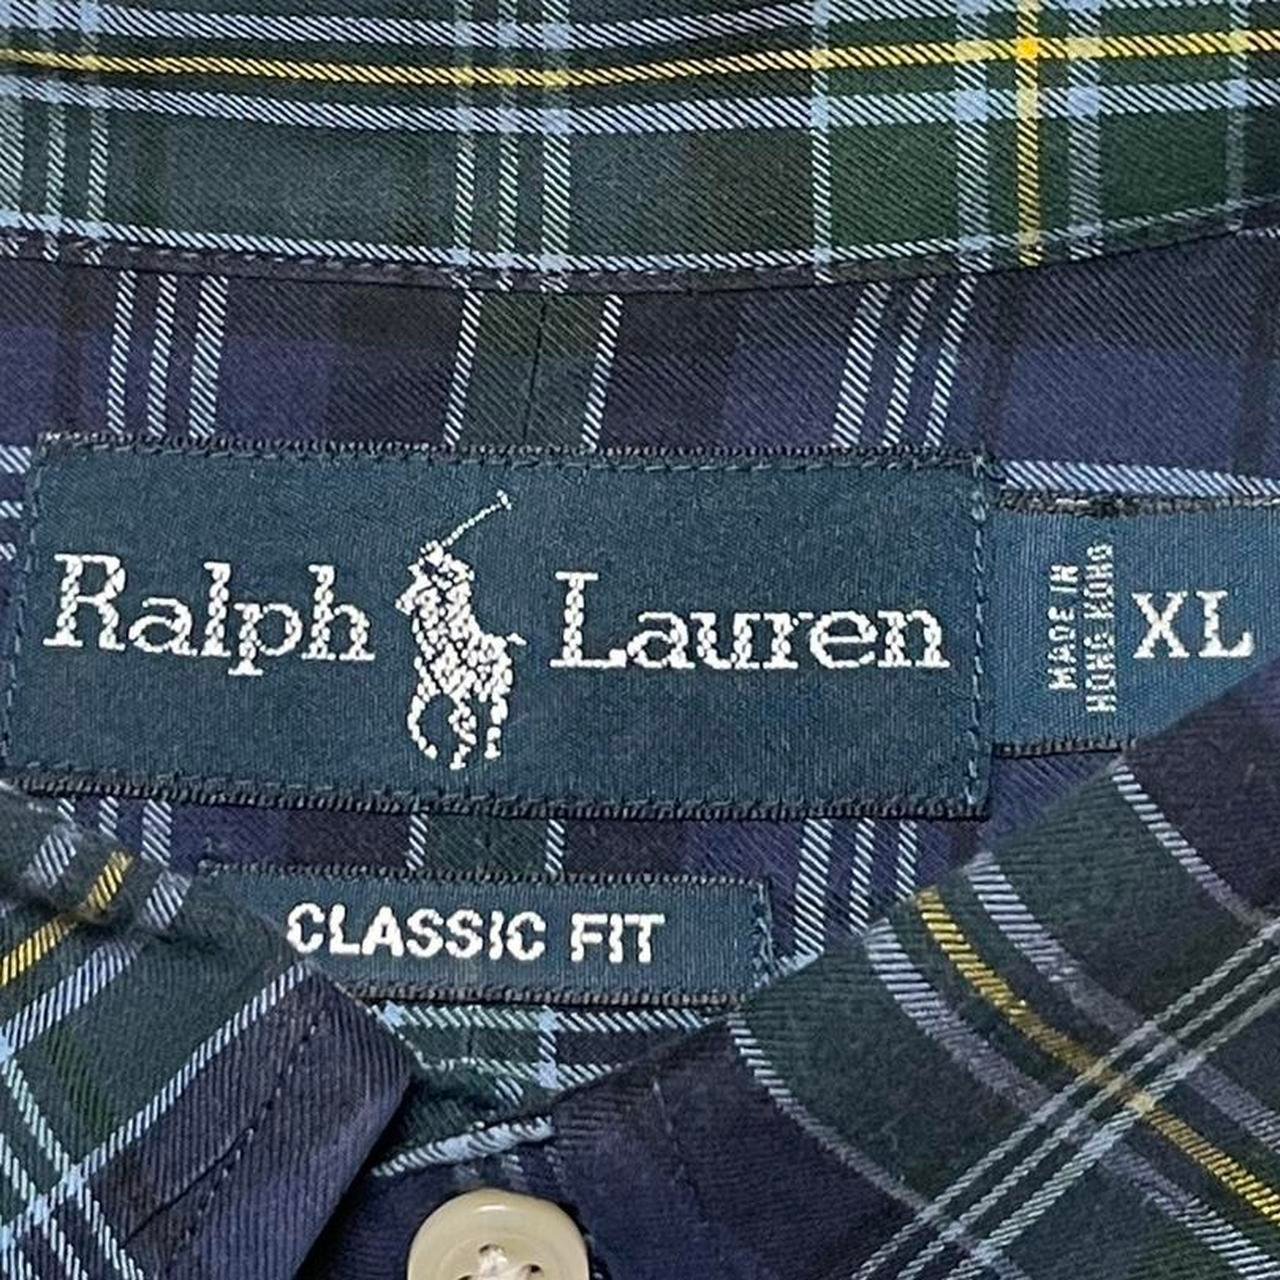 Ralph Lauren
MADE IN
HONG KONG
XL
CLASSIC FIT